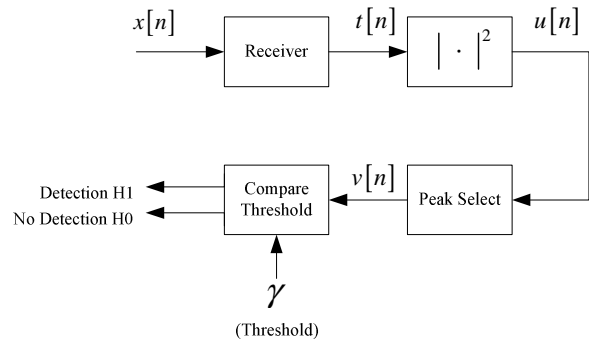 x[n]
Receiver
t[n]
| · |²
u[n]
Detection H1
No Detection H0
Compare
Threshold
v[n]
Peak Select
γ
(Threshold)